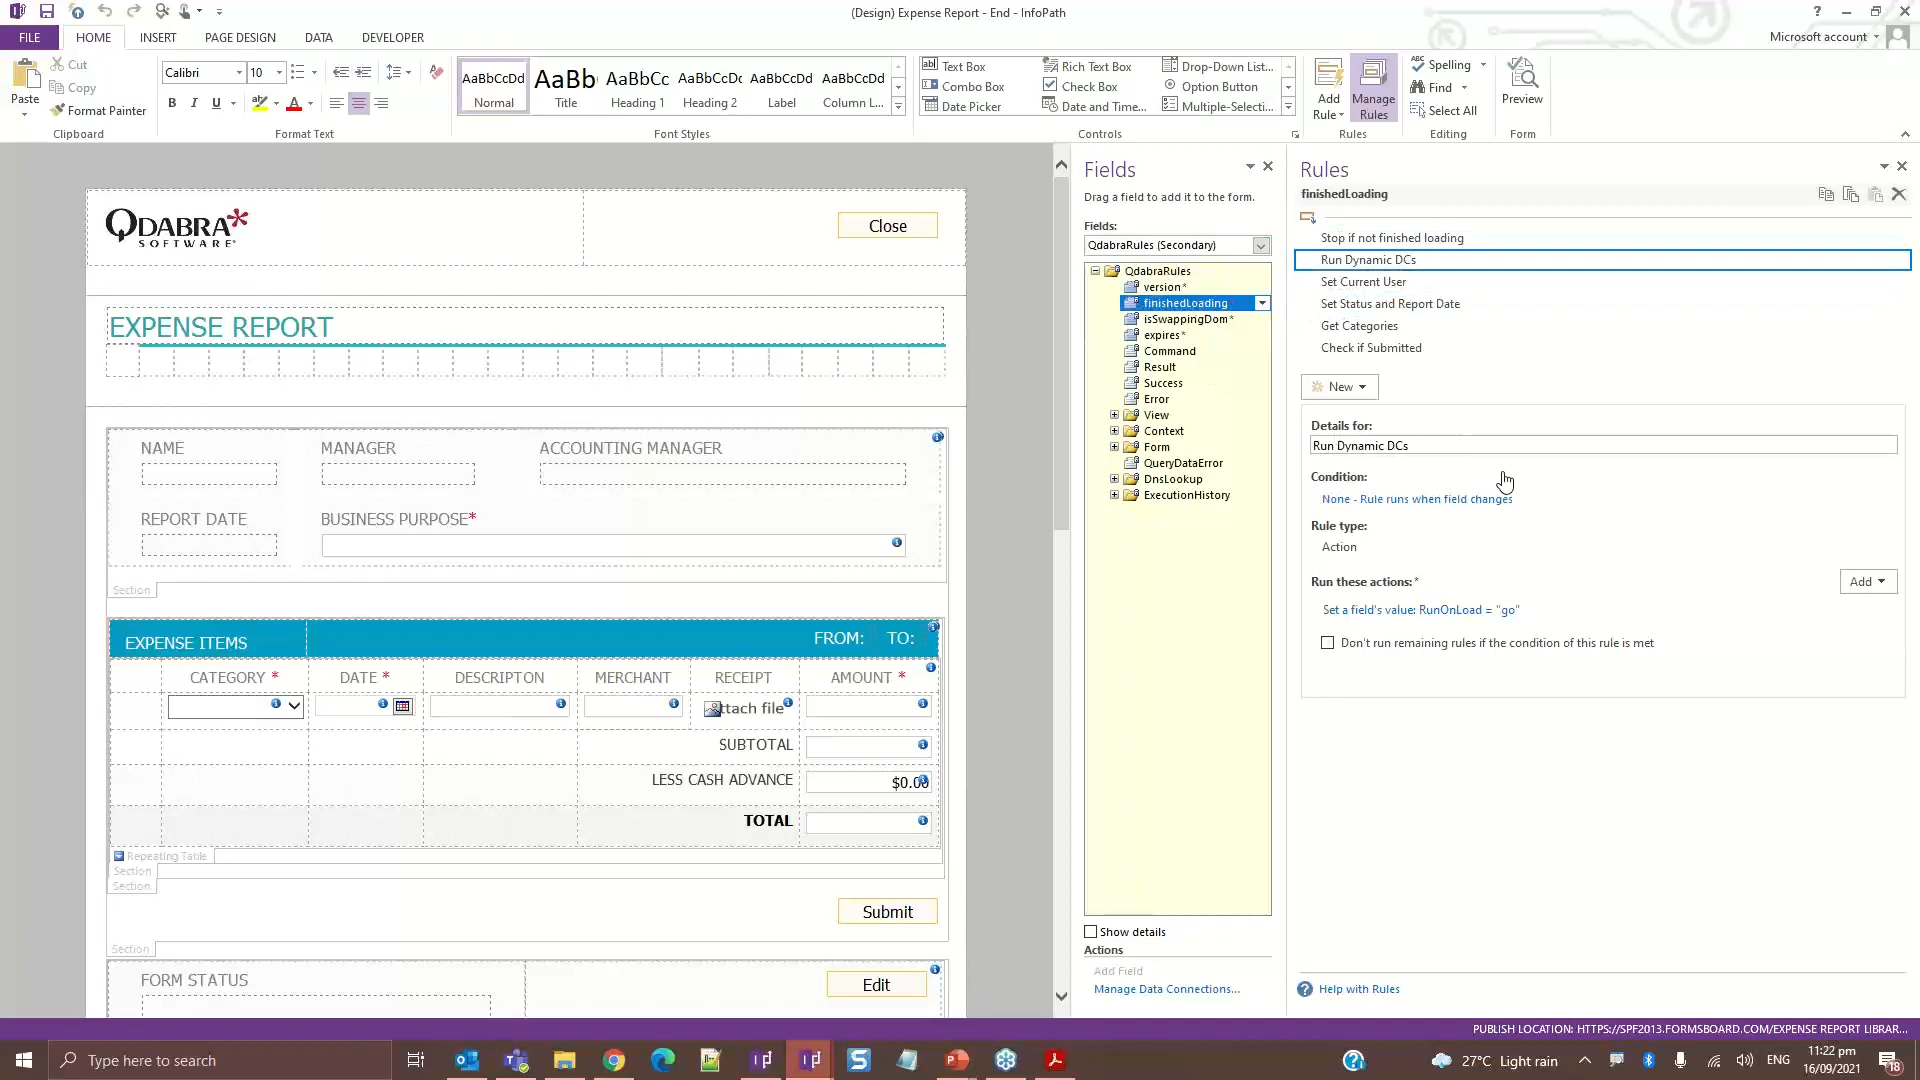 (Design) Expense Report - End - InfoPath
?
FILE
HOME
INSERT
PAGE DESIGN
DATA
DEVELOPER
Microsoft account
Paste
Cut
Copy
Format Painter
Clipboard
Calibri
10
B I U
Format Text
AaBbCcDd
Normal
AaBb
Title
AaBbCc
Heading 1
AaBbCcDc
Heading 2
AaBbCcDd
Label
AaBbCcDd
Column L...
Font Styles
Text Box
Combo Box
Date Picker
Rich Text Box
Check Box
Date and Time...
Drop-Down List...
Option Button
Multiple-Selecti...
Controls
Add Rule
Manage Rules
Rules
Spelling
Find
Select All
Editing
Preview
Form
QDABRA
SOFTWARE
Close
EXPENSE REPORT
NAME
MANAGER
ACCOUNTING MANAGER
REPORT DATE
BUSINESS PURPOSE*
Section
EXPENSE ITEMS
FROM: TO:
CATEGORY *
DATE *
DESCRIPTON
MERCHANT
RECEIPT
AMOUNT *
ttach file
SUBTOTAL
LESS CASH ADVANCE
$0.00
TOTAL
Repeating Table
Section
Section
Submit
Section
FORM STATUS
Edit
Fields
Drag a field to add it to the form.
Fields:
QdabraRules (Secondary)
QdabraRules
version*
finishedLoading
isSwappingDom*
expires*
Command
Result
Success
Error
View
Context
Form
QueryDataError
DnsLookup
ExecutionHistory
Show details
Actions
Add Field
Manage Data Connections...
Rules
finishedLoading
Stop if not finished loading
Run Dynamic DCs
Set Current User
Set Status and Report Date
Get Categories
Check if Submitted
New
Details for:
Run Dynamic DCs
Condition:
None - Rule runs when field changes
Rule type:
Action
Run these actions:*
Add
Set a field's value: RunOnLoad = "go"
Don't run remaining rules if the condition of this rule is met
Help with Rules
PUBLISH LOCATION: HTTPS://SPF2013.FORMSBOARD.COM/EXPENSE REPORT LIBRAR...
Type here to search
27°C Light rain
ENG
11:22 pm
16/09/2021
18